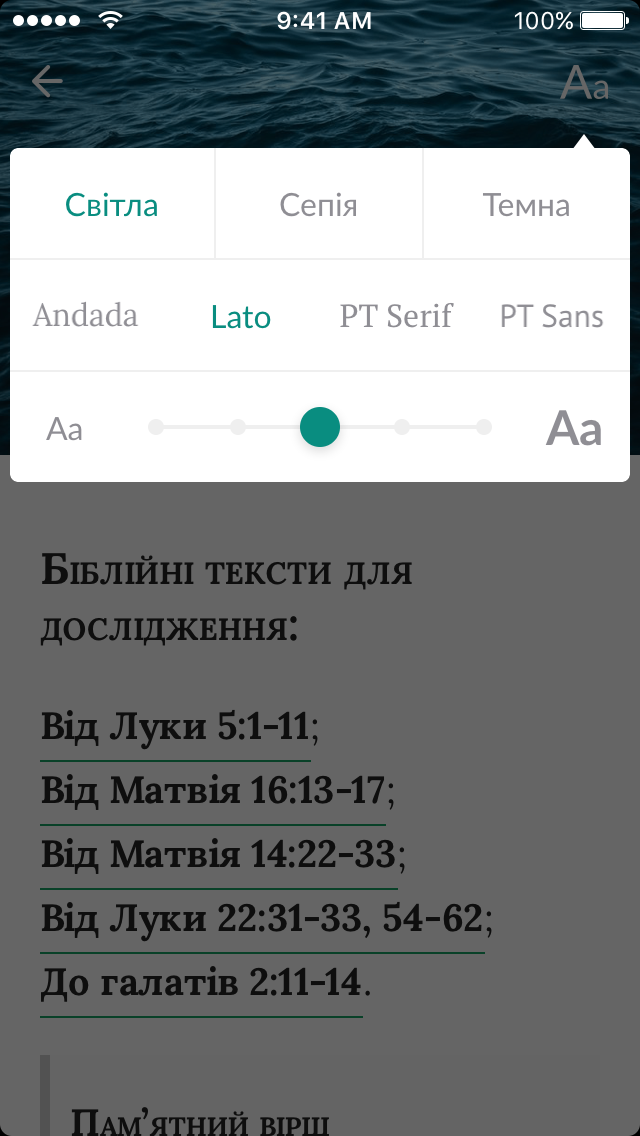 9:41 AM 100%
Aa
Світла Сепія Темна
Andada Lato PT Serif PT Sans
Aa Aa
Біблійні тексти для
дослідження:
Від Луки 5:1-11;
Від Матвія 16:13-17;
Від Матвія 14:22-33;
Від Луки 22:31-33, 54-62;
До галатів 2:11-14.
Пам’ятний вірш